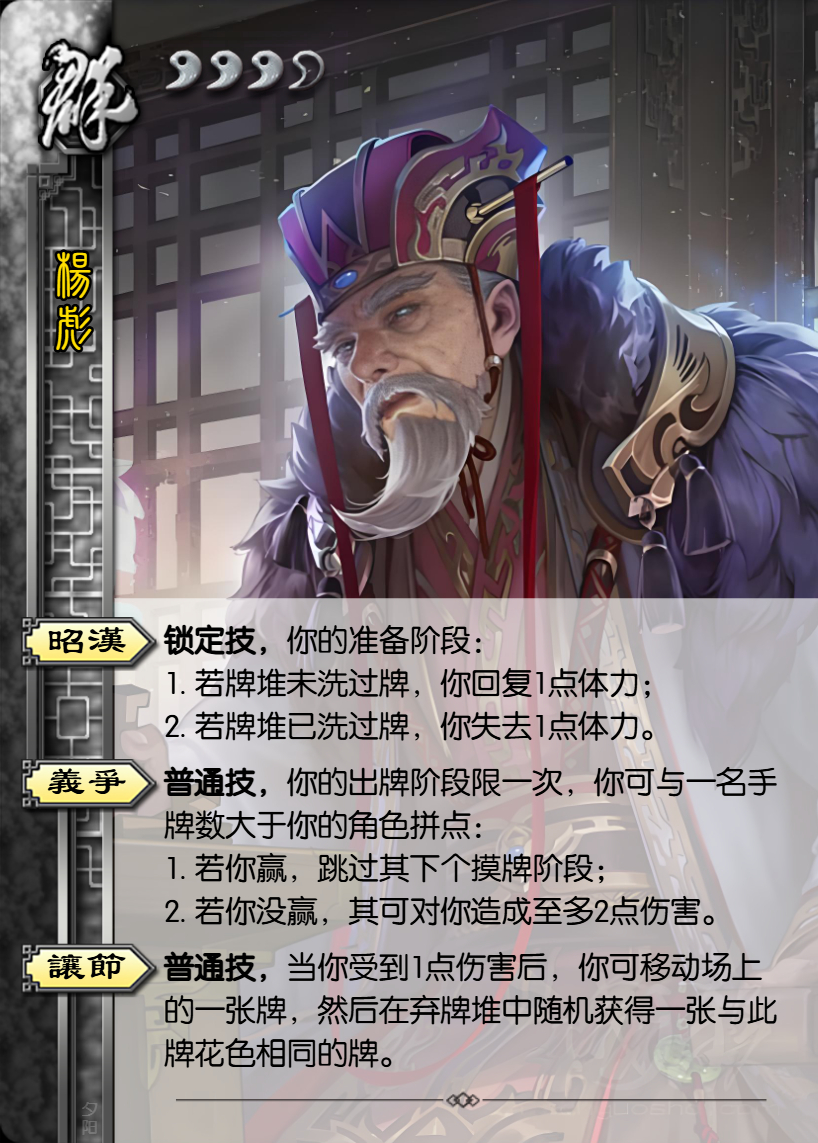 群
楊彪
昭漢
锁定技，你的准备阶段：
1. 若牌堆未洗过牌，你回复1点体力；
2. 若牌堆已洗过牌，你失去1点体力。
義爭
普通技，你的出牌阶段限一次，你可与一名手
牌数大于你的角色拼点：
1. 若你赢，跳过其下个摸牌阶段；
2. 若你没赢，其可对你造成至多2点伤害。
讓節
普通技，当你受到1点伤害后，你可移动场上
的一张牌，然后在弃牌堆中随机获得一张与此
牌花色相同的牌。
夕阳